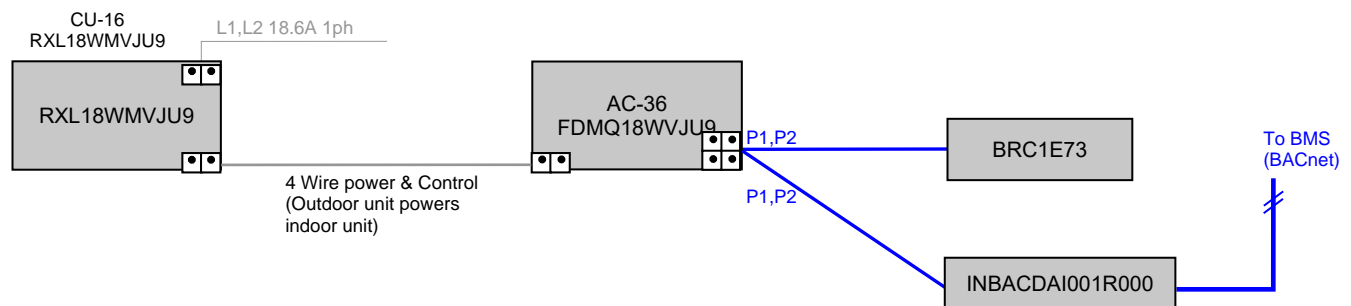 CU-16
RXL18WMVJU9
L1,L2 18.6A 1ph
RXL18WMVJU9
AC-36
FDMQ18WVJU9
P1,P2
BRC1E73
To BMS
(BACnet)
4 Wire power & Control
(Outdoor unit powers
indoor unit)
P1,P2
INBACDAI001R000